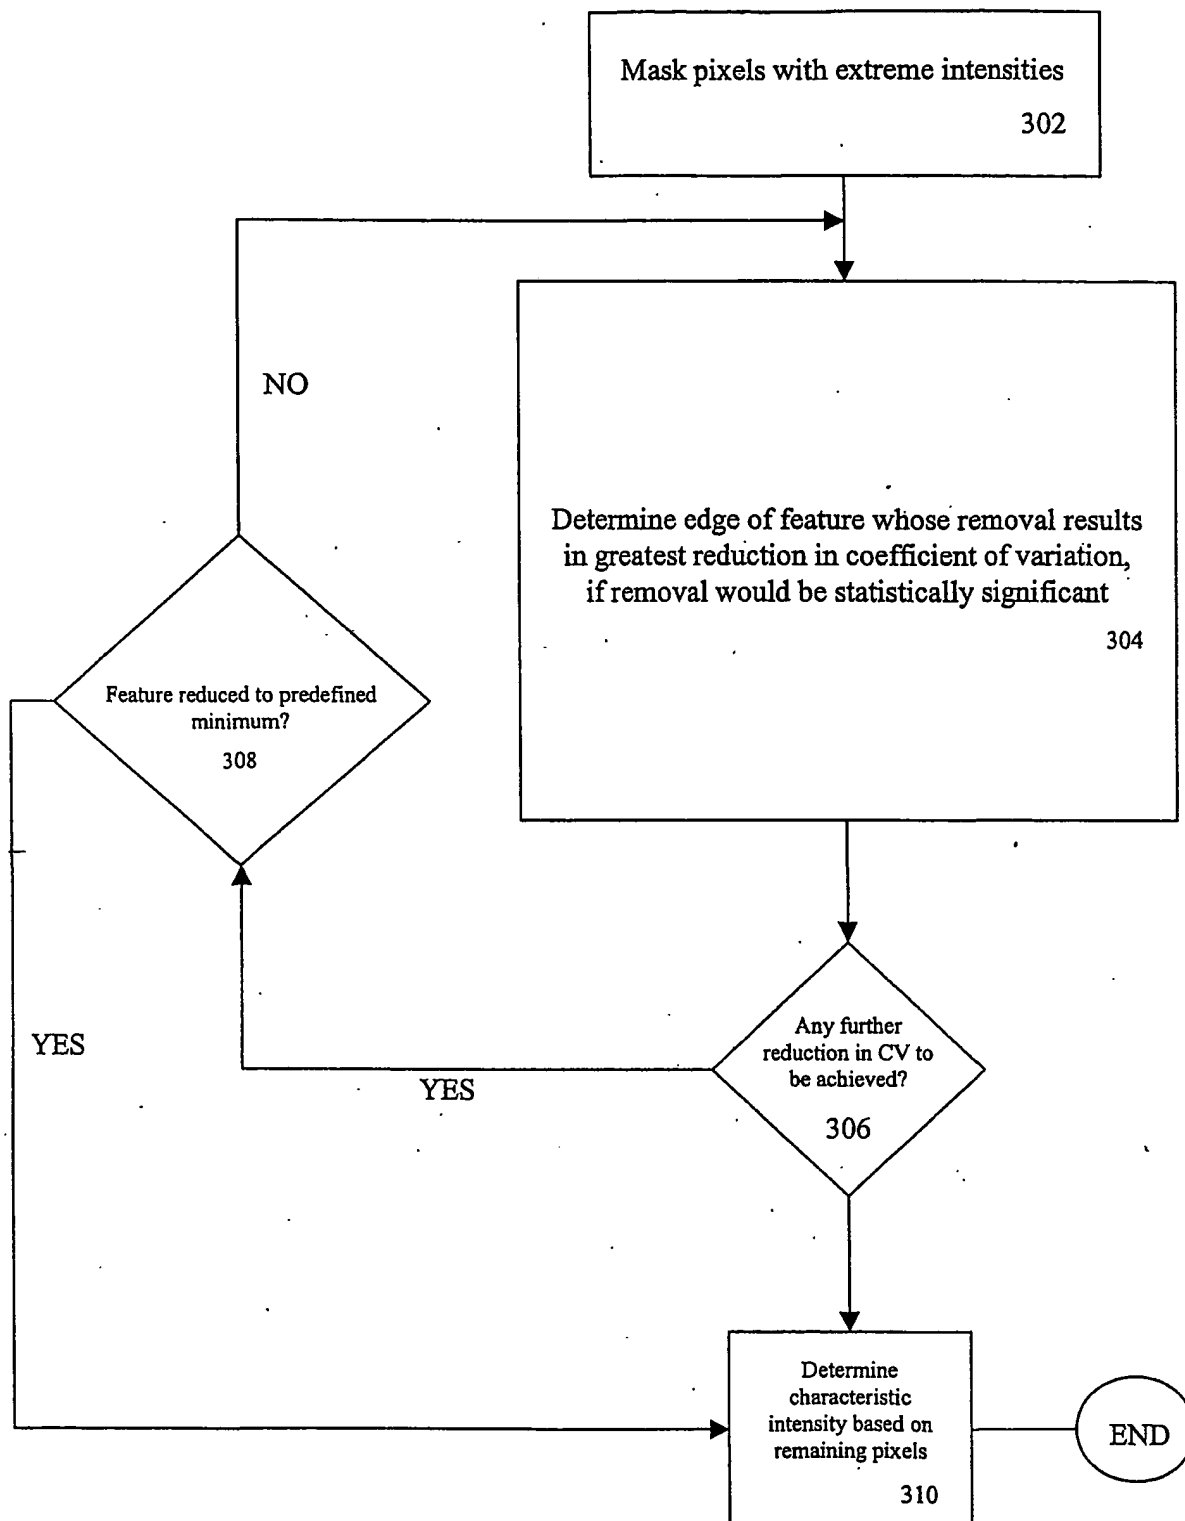 Mask pixels with extreme intensities
302
NO
Determine edge of feature whose removal results
in greatest reduction in coefficient of variation,
if removal would be statistically significant
304
Feature reduced to predefined
minimum?
308
YES
YES
Any further
reduction in CV to
be achieved?
306
Determine
characteristic
intensity based on
remaining pixels
310
END